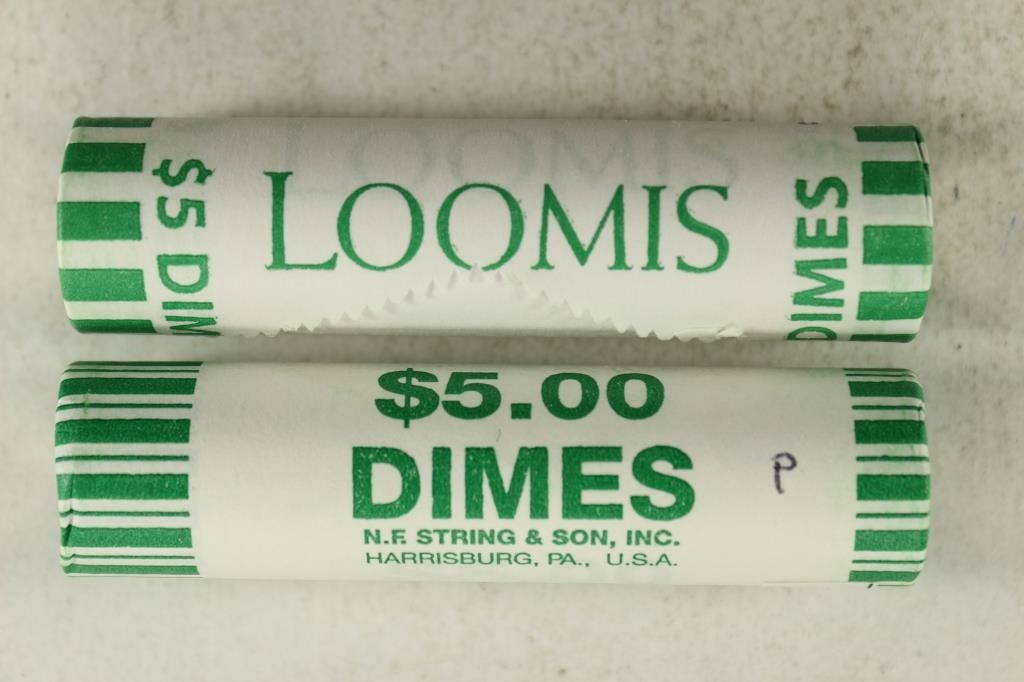 $5 DIM
LOOMIS
DIMES
$5.00
DIMES
N.F. STRING & SON, INC.
HARRISBURG, PA., U.S.A.
P